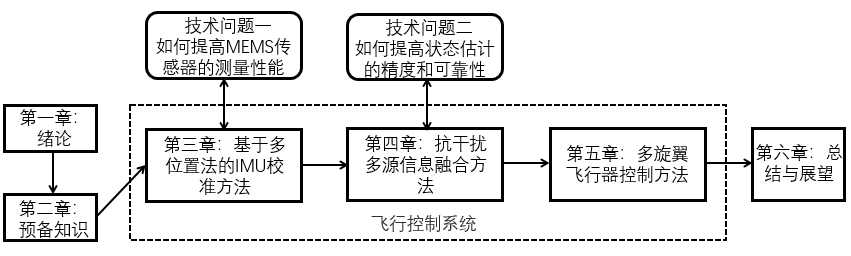 技术问题一
如何提高MEMS传
感器的测量性能
技术问题二
如何提高状态估计
的精度和可靠性
第一章：
绪论
第二章：
预备知识
第三章：基于多
位置法的IMU校
准方法
第四章：抗干扰
多源信息融合方
法
第五章：多旋翼
飞行器控制方法
第六章：总
结与展望
飞行控制系统